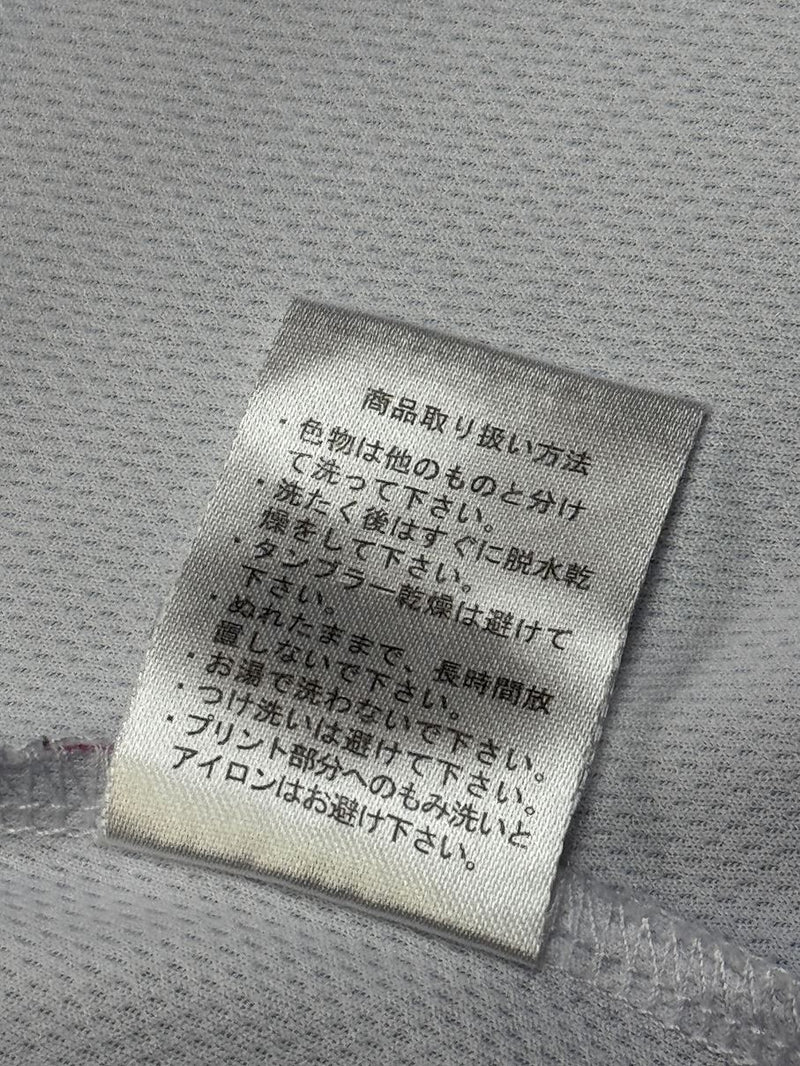 商品取り扱い方法
・色物は他のものと分け
て洗って下さい。
・洗たく後はすぐに脱水乾
燥をして下さい。
・タンブラー乾燥は避けて
下さい。
・ぬれたままで、長時間放
置しないで下さい。
・お湯で洗わないで下さい。
・つけ洗いは避けて下さい。
・プリント部分へのもみ洗いと
アイロンはお避け下さい。